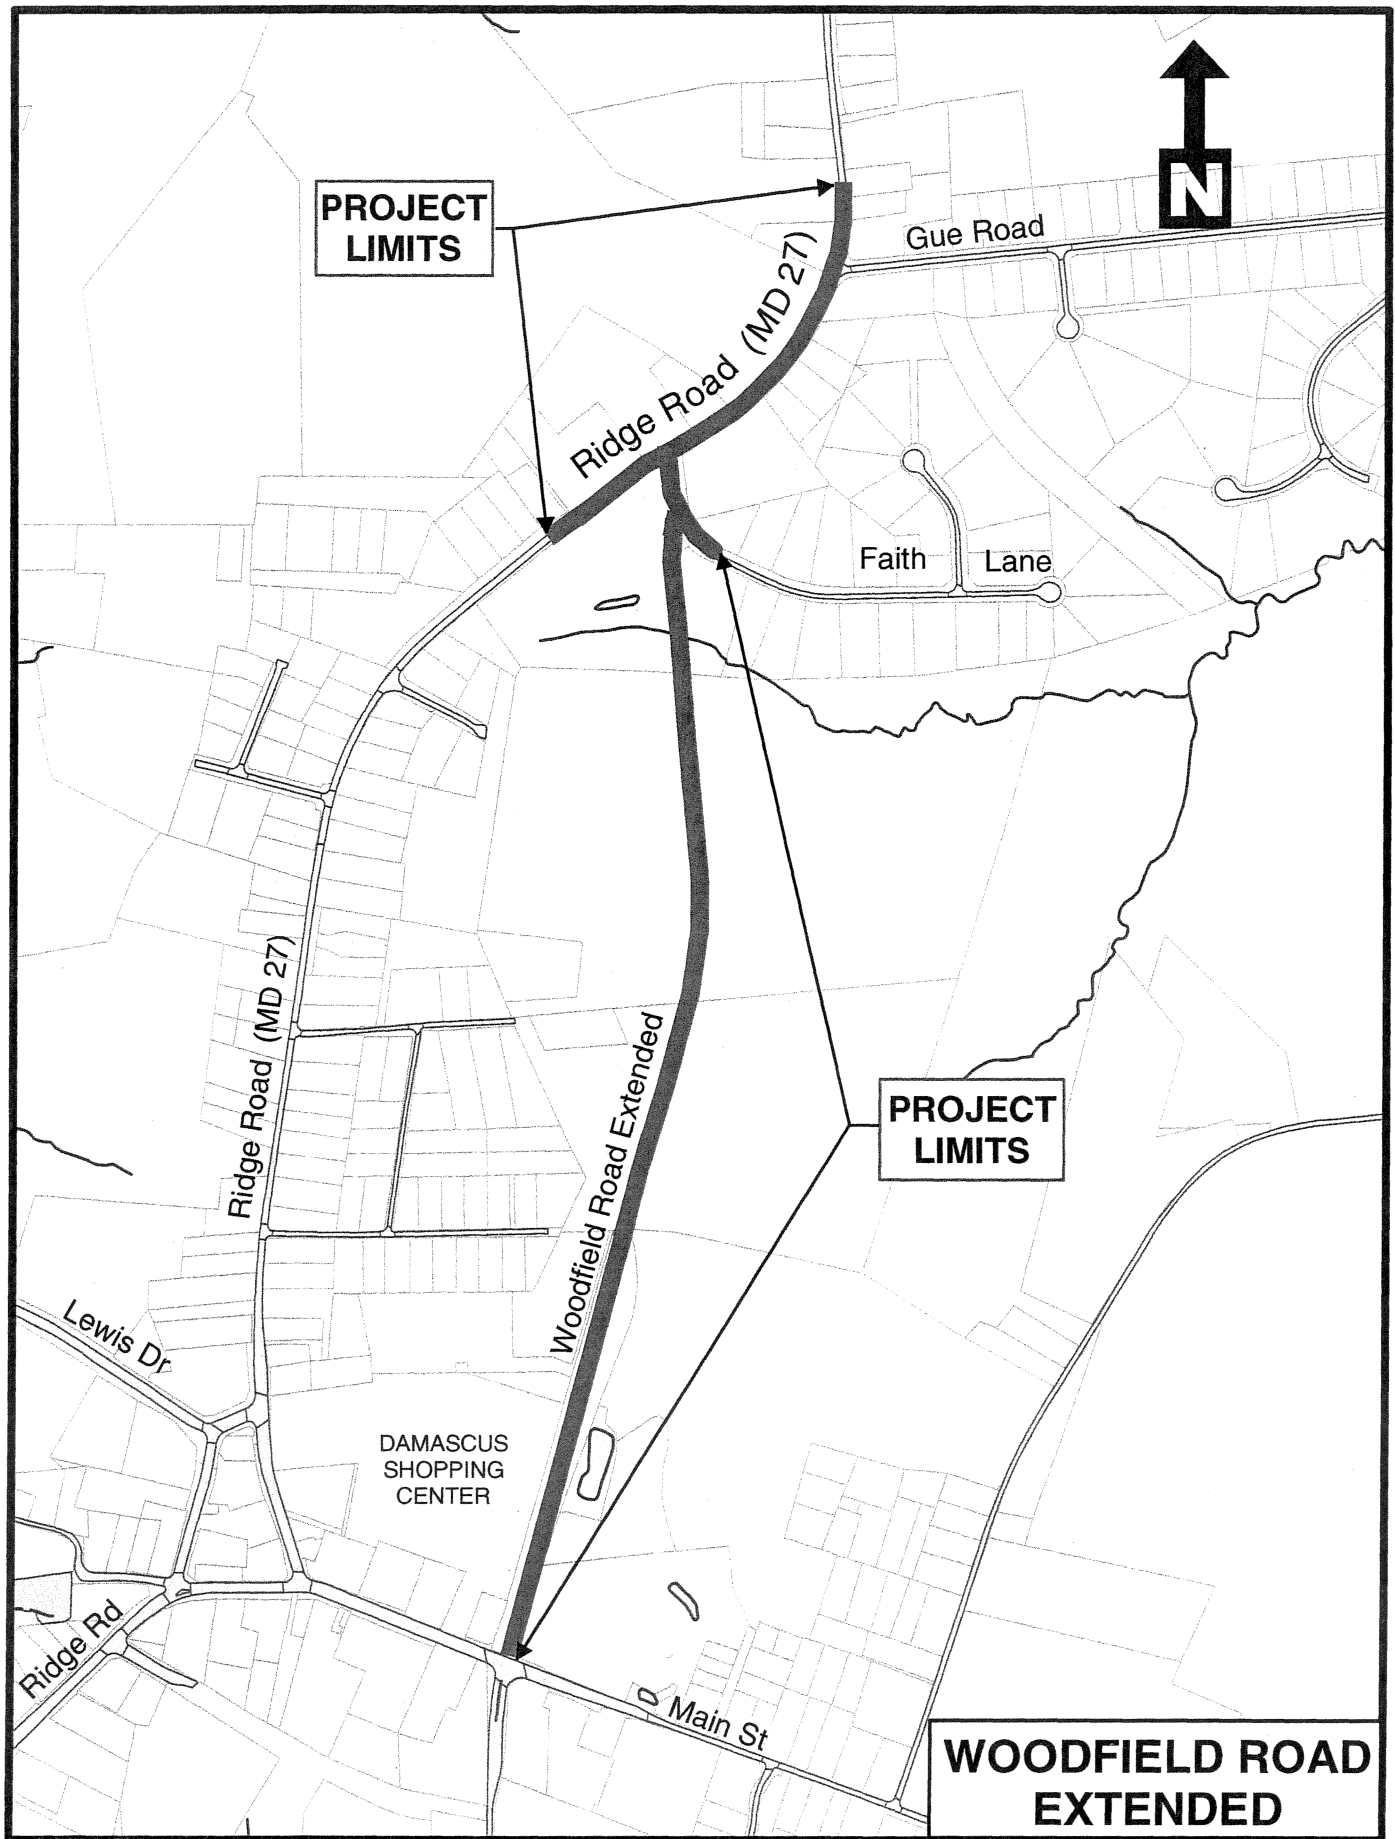 N
PROJECT
LIMITS
Gue Road
Ridge Road (MD 27)
Faith Lane
Ridge Road (MD 27)
Woodfield Road Extended
PROJECT
LIMITS
Lewis Dr
DAMASCUS
SHOPPING
CENTER
Ridge Rd
Main St
WOODFIELD ROAD
EXTENDED